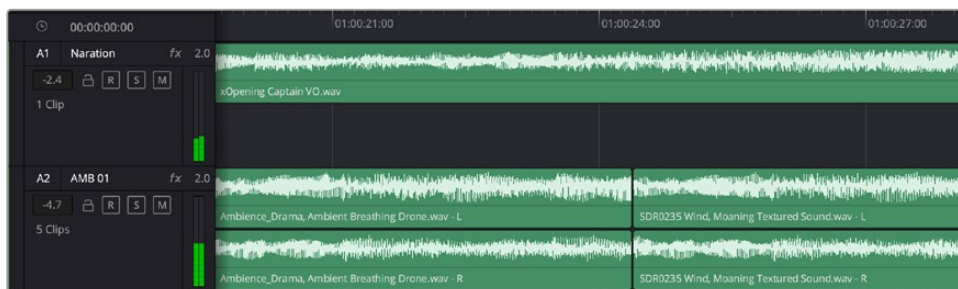 00:00:00:00 01:00:21:00 01:00:24:00 01:00:27:00
A1 Naration fx 2.0
-2.4 R S M
xOpening Captain VO.wav
1 Clip
A2 AMB 01 fx 2.0
-4.7 R S M
Ambience_Drama, Ambient Breathing Drone.wav - L SDR0235 Wind, Moaning Textured Sound.wav - L
5 Clips
Ambience_Drama, Ambient Breathing Drone.wav - R SDR0235 Wind, Moaning Textured Sound.wav - R